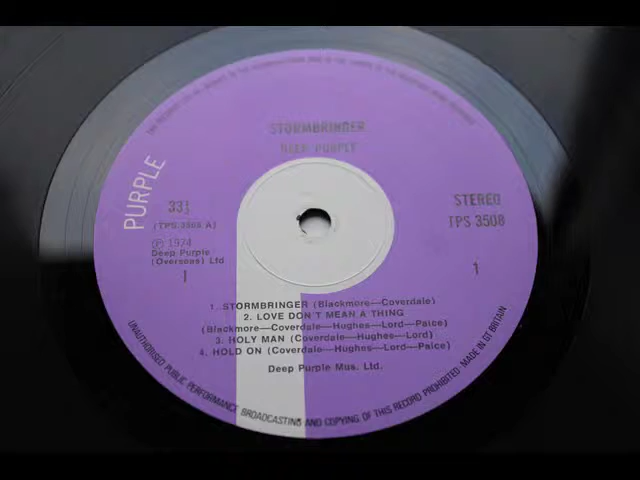 STORMBRINGER
DEEP PURPLE
PURPLE
33⅓
(TPS.3508 A)
℗ 1974
Deep Purple
(Overseas) Ltd
1
STEREO
TPS 3508
1
1. STORMBRINGER (Blackmore—Coverdale)
2. LOVE DON'T MEAN A THING
(Blackmore—Coverdale—Hughes—Lord—Paice)
3. HOLY MAN (Coverdale—Hughes—Lord)
4. HOLD ON (Coverdale—Hughes—Lord—Paice)
Deep Purple Mus. Ltd.
UNAUTHORISED PUBLIC PERFORMANCE BROADCASTING AND COPYING OF THIS RECORD PROHIBITED. MADE IN GT BRITAIN